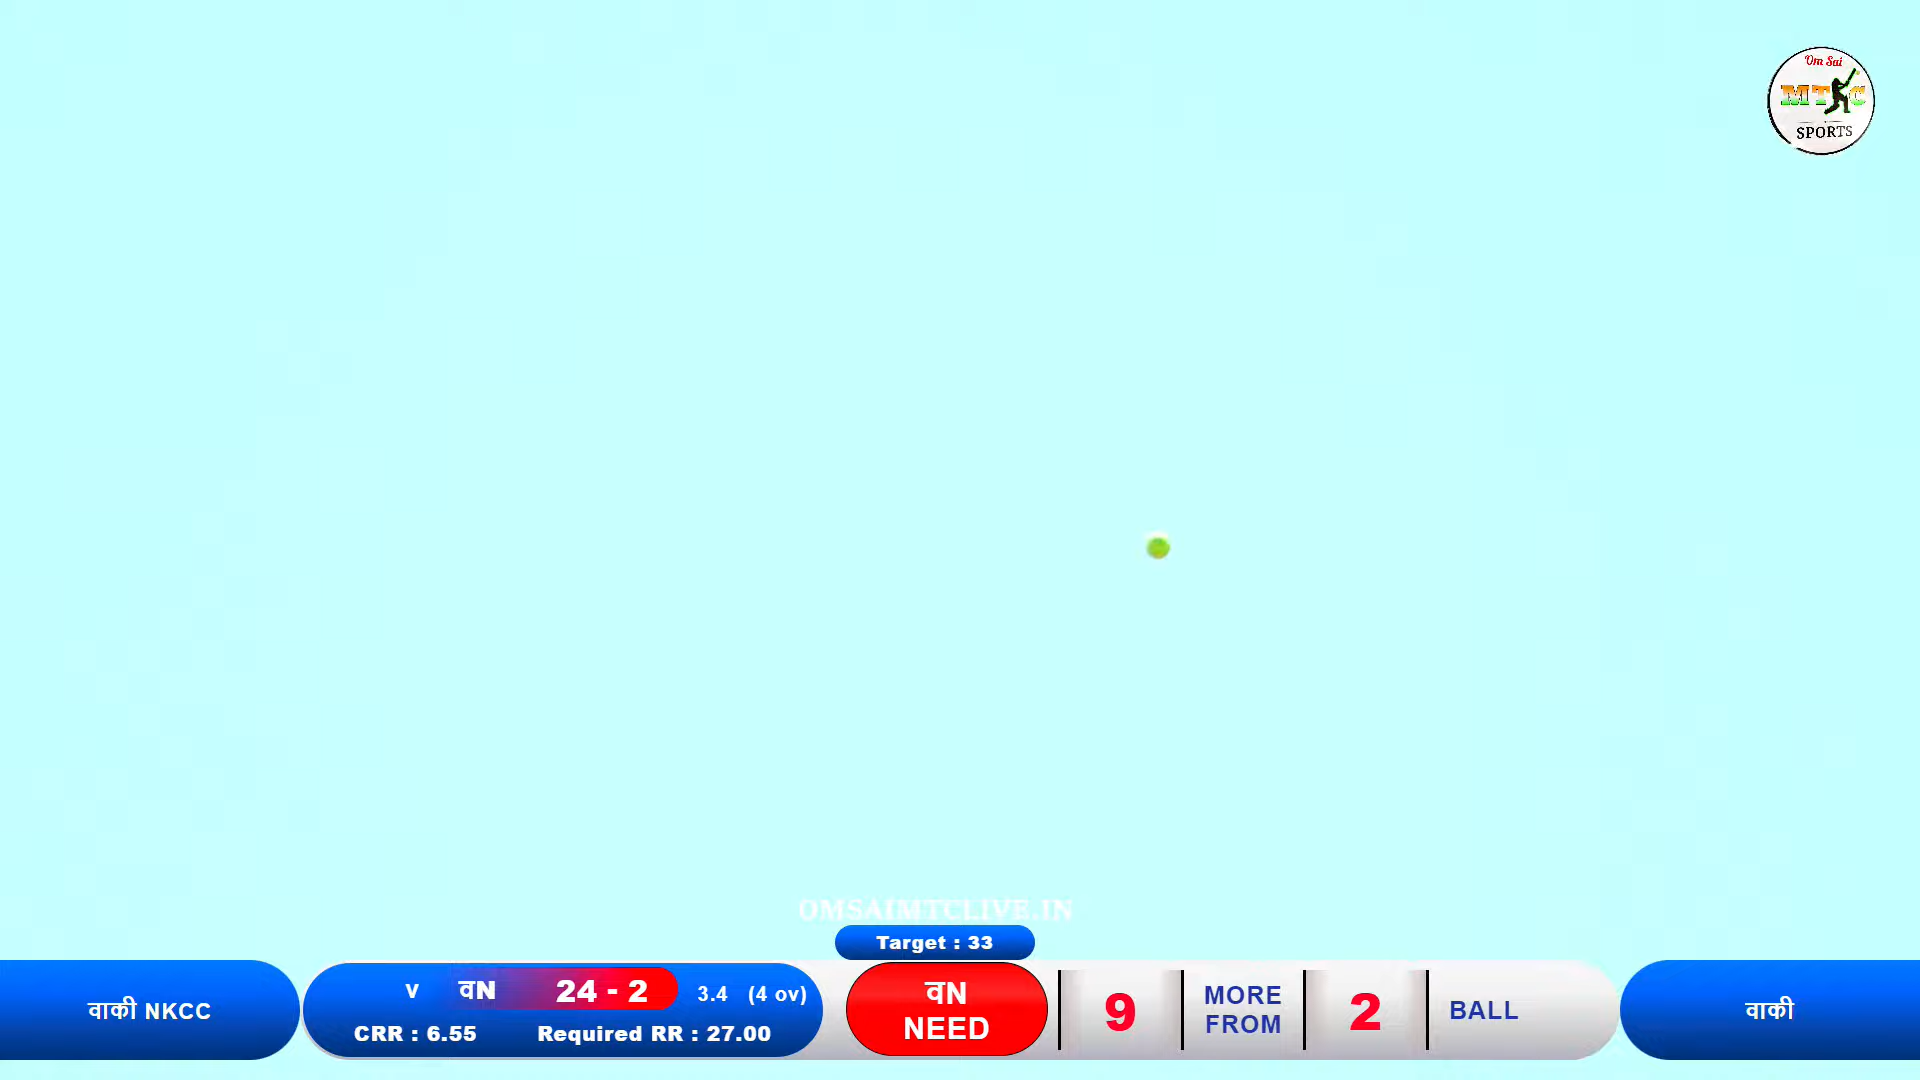 Om Sai
MTCC
SPORTS
OMSAIMTCLIVE.IN
Target : 33
वाकी NKCC
v वN 24 - 2 3.4 (4 ov)
CRR : 6.55 Required RR : 27.00
वN
NEED
9
MORE
FROM
2
BALL
वाकी